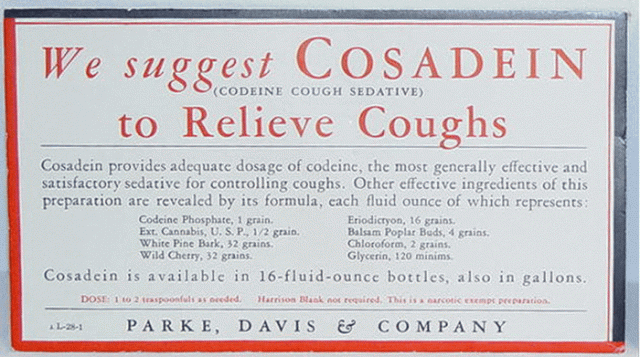 We suggest COSADEIN
(CODEINE COUGH SEDATIVE)
to Relieve Coughs
Cosadein provides adequate dosage of codeine, the most generally effective and
satisfactory sedative for controlling coughs. Other effective ingredients of this
preparation are revealed by its formula, each fluid ounce of which represents:
Codeine Phosphate, 1 grain.
Ext. Cannabis, U. S. P., 1/2 grain.
White Pine Bark, 32 grains.
Wild Cherry, 32 grains.
Eriodictyon, 16 grains.
Balsam Poplar Buds, 4 grains.
Chloroform, 2 grains.
Glycerin, 120 minims.
Cosadein is available in 16-fluid-ounce bottles, also in gallons.
DOSE: 1 to 2 teaspoonfuls as needed. Harrison Blank not required. This is a narcotic exempt preparation.
L-28-1 PARKE, DAVIS & COMPANY